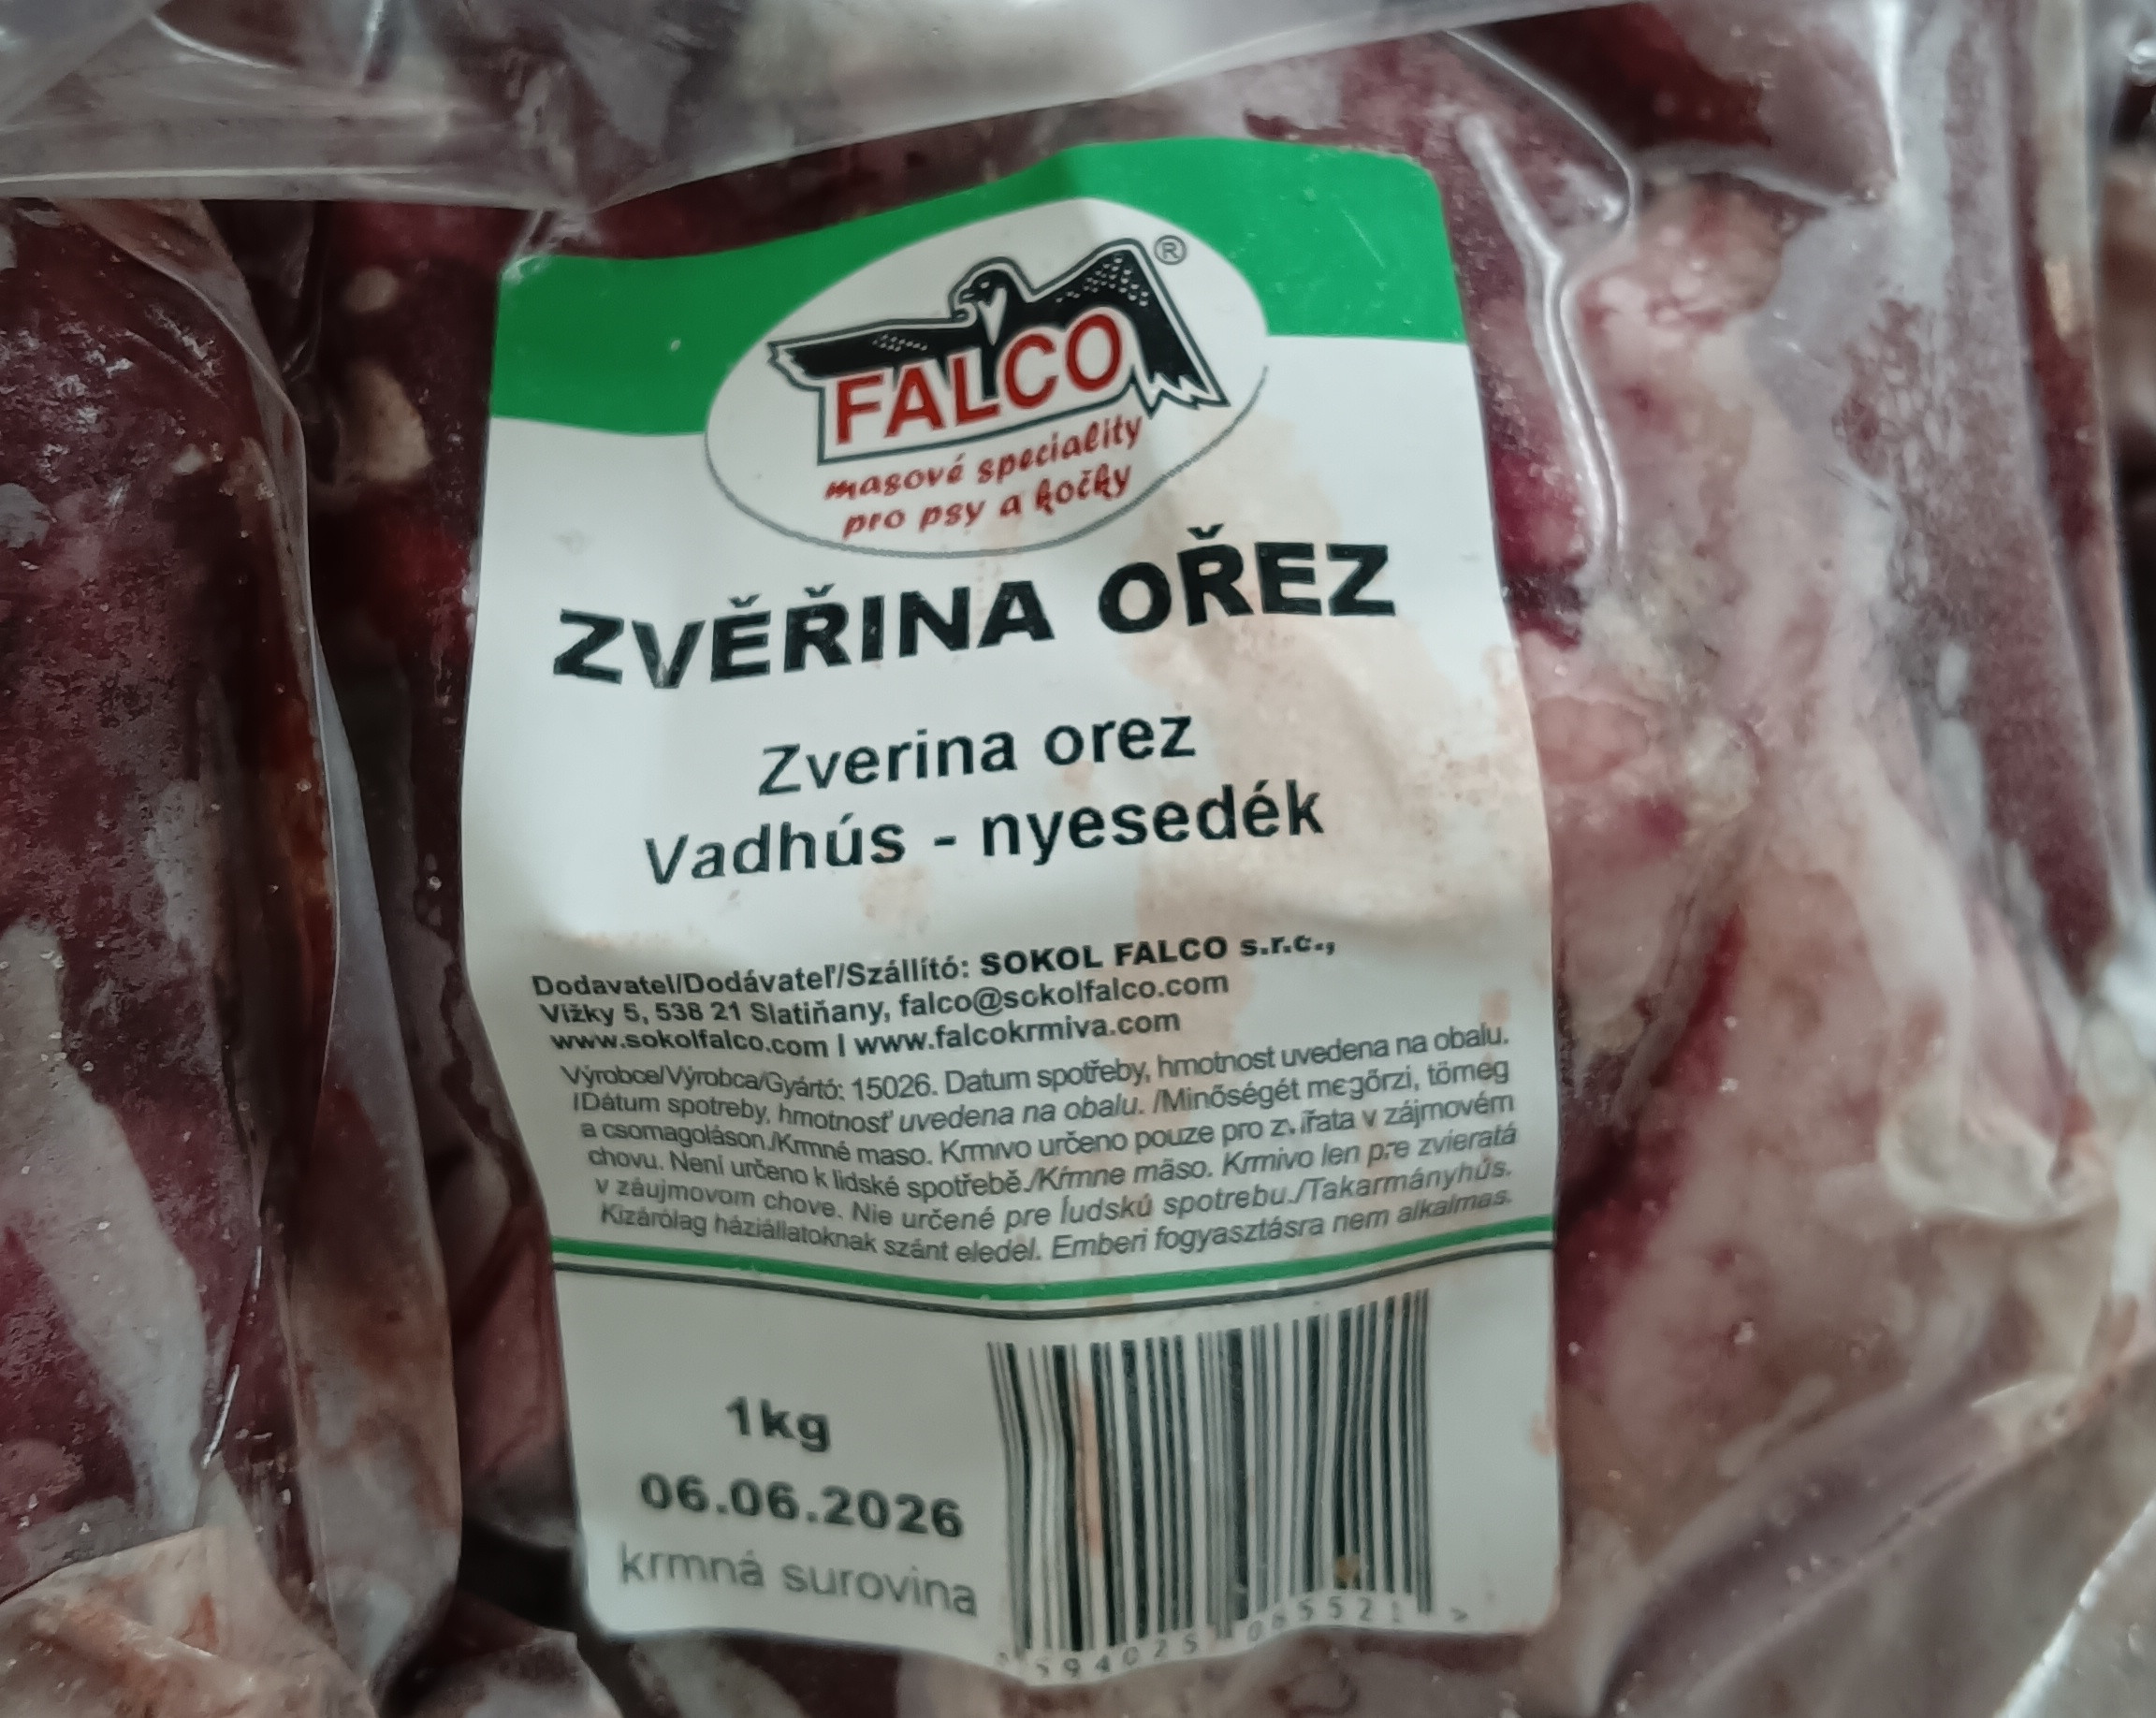 FALCO ®
masové speciality
pro psy a kočky
ZVĚŘINA OŘEZ
Zverina orez
Vadhús - nyesedék
Dodavatel/Dodávateľ/Szállító: SOKOL FALCO s.r.o.,
Vížky 5, 538 21 Slatiňany, falco@sokolfalco.com
www.sokolfalco.com | www.falcokrmiva.com
Výrobce/Výrobca/Gyártó: 15026. Datum spotřeby, hmotnost uvedena na obalu.
/Dátum spotreby, hmotnosť uvedena na obalu. /Minőségét megőrzi, tömeg
a csomagoláson./Krmné maso. Krmivo určeno pouze pro zvířata v zájmovém
chovu. Není určeno k lidské spotřebě./Kŕmne mäso. Krmivo len pre zvieratá
v záujmovom chove. Nie určené pre ľudskú spotrebu./Takarmányhús.
Kizárólag háziállatoknak szánt eledel. Emberi fogyasztásra nem alkalmas.
1kg
06.06.2026
krmná surovina